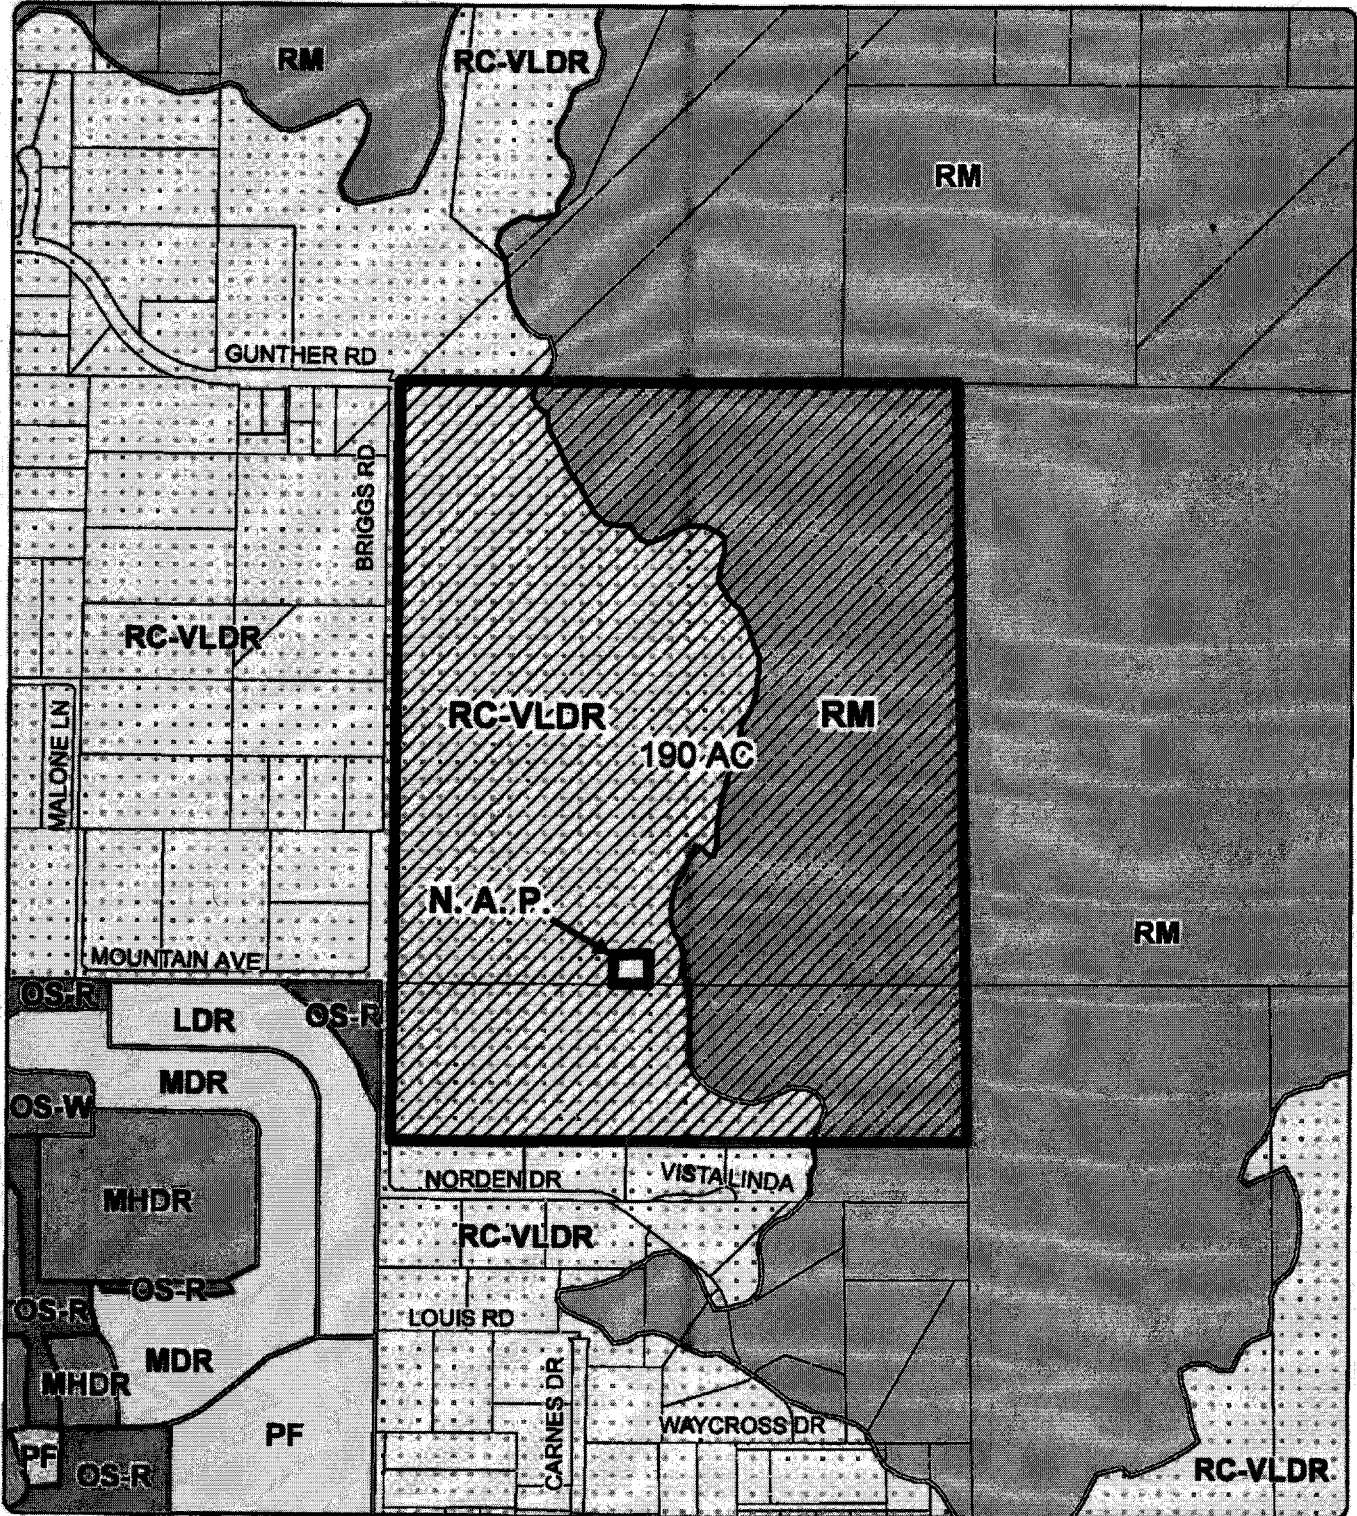 RM
RC-VLDR
RM
GUNTHER RD
BRIGGS RD
RC-VLDR
MALONE LN
RC-VLDR
RM
190 AC
N. A. P.
RM
MOUNTAIN AVE
OS-R
LDR
OS-R
MDR
OS-W
MHDR
NORDEN DR
VISTA LINDA
RC-VLDR
OS-R
OS-R
LOUIS RD
MDR
MHDR
CARNES DR
WAYCROSS DR
PF
PF
OS-R
RC-VLDR